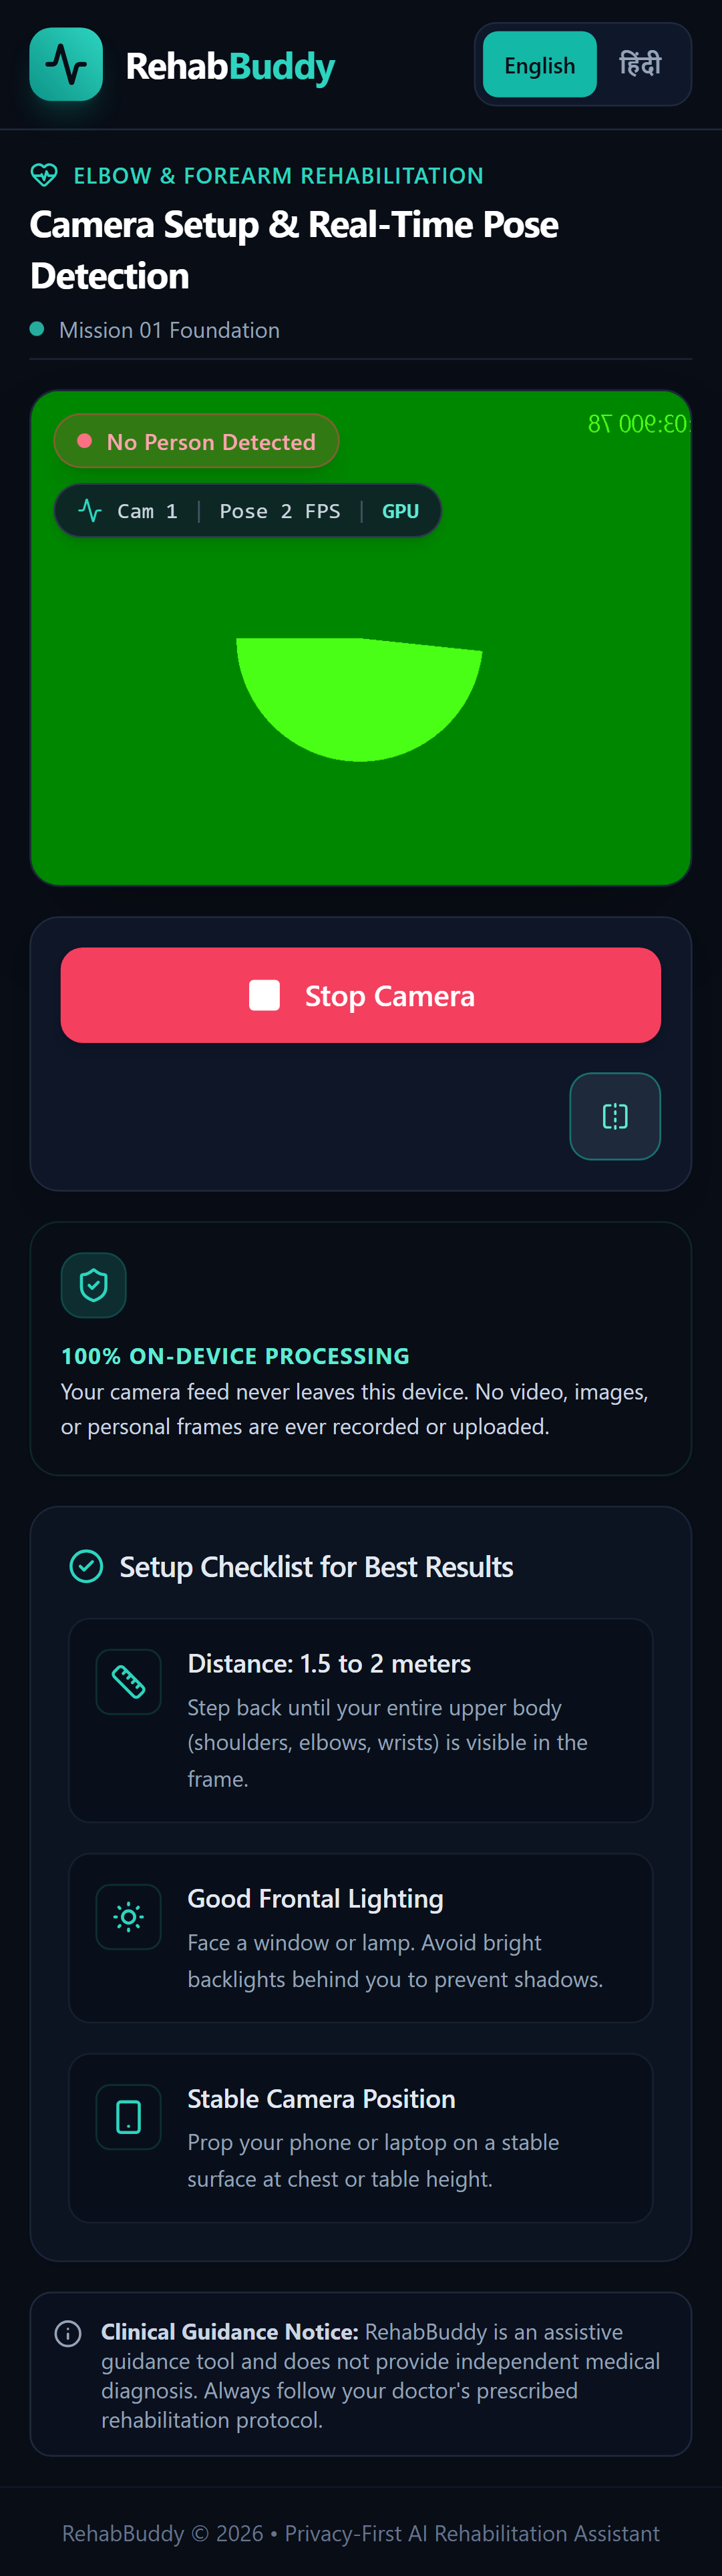 RehabBuddy
English
हिंदी
ELBOW & FOREARM REHABILITATION
Camera Setup & Real-Time Pose
Detection
Mission 01 Foundation
No Person Detected
Cam 1 | Pose 2 FPS | GPU
Stop Camera
100% ON-DEVICE PROCESSING
Your camera feed never leaves this device. No video, images,
or personal frames are ever recorded or uploaded.
Setup Checklist for Best Results
Distance: 1.5 to 2 meters
Step back until your entire upper body
(shoulders, elbows, wrists) is visible in the
frame.
Good Frontal Lighting
Face a window or lamp. Avoid bright
backlights behind you to prevent shadows.
Stable Camera Position
Prop your phone or laptop on a stable
surface at chest or table height.
Clinical Guidance Notice: RehabBuddy is an assistive
guidance tool and does not provide independent medical
diagnosis. Always follow your doctor's prescribed
rehabilitation protocol.
RehabBuddy © 2026 • Privacy-First AI Rehabilitation Assistant